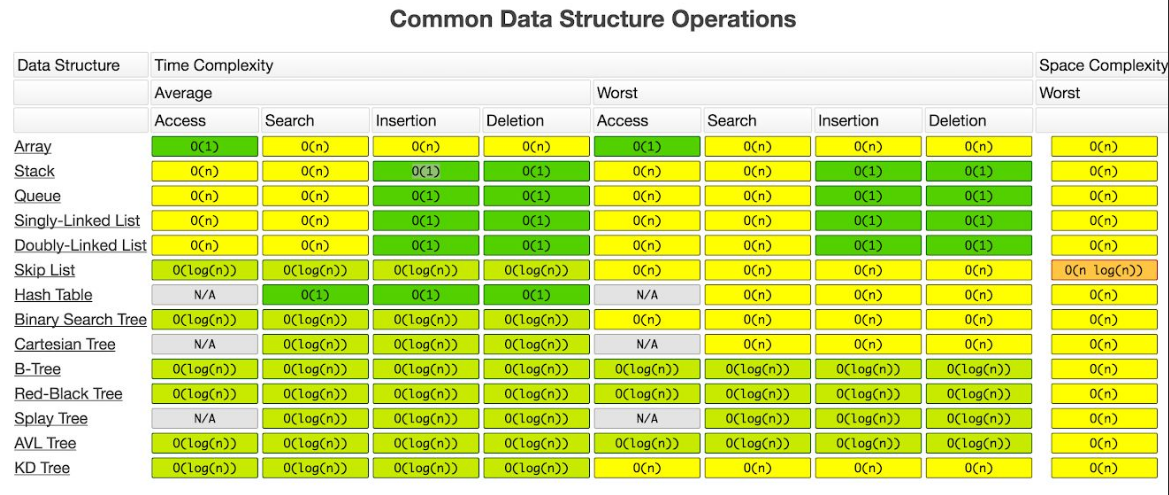 Common Data Structure Operations
Data Structure Time Complexity Space Complexity
Average Worst Worst
Access Search Insertion Deletion Access Search Insertion Deletion
Array O(1) O(n) O(n) O(n) O(1) O(n) O(n) O(n) O(n)
Stack O(n) O(n) O(1) O(1) O(n) O(n) O(1) O(1) O(n)
Queue O(n) O(n) O(1) O(1) O(n) O(n) O(1) O(1) O(n)
Singly-Linked List O(n) O(n) O(1) O(1) O(n) O(n) O(1) O(1) O(n)
Doubly-Linked List O(n) O(n) O(1) O(1) O(n) O(n) O(1) O(1) O(n)
Skip List O(log(n)) O(log(n)) O(log(n)) O(log(n)) O(n) O(n) O(n) O(n) O(n log(n))
Hash Table N/A O(1) O(1) O(1) N/A O(n) O(n) O(n) O(n)
Binary Search Tree O(log(n)) O(log(n)) O(log(n)) O(log(n)) O(n) O(n) O(n) O(n) O(n)
Cartesian Tree N/A O(log(n)) O(log(n)) O(log(n)) N/A O(n) O(n) O(n) O(n)
B-Tree O(log(n)) O(log(n)) O(log(n)) O(log(n)) O(log(n)) O(log(n)) O(log(n)) O(log(n)) O(n)
Red-Black Tree O(log(n)) O(log(n)) O(log(n)) O(log(n)) O(log(n)) O(log(n)) O(log(n)) O(log(n)) O(n)
Splay Tree N/A O(log(n)) O(log(n)) O(log(n)) N/A O(log(n)) O(log(n)) O(log(n)) O(n)
AVL Tree O(log(n)) O(log(n)) O(log(n)) O(log(n)) O(log(n)) O(log(n)) O(log(n)) O(log(n)) O(n)
KD Tree O(log(n)) O(log(n)) O(log(n)) O(log(n)) O(n) O(n) O(n) O(n) O(n)